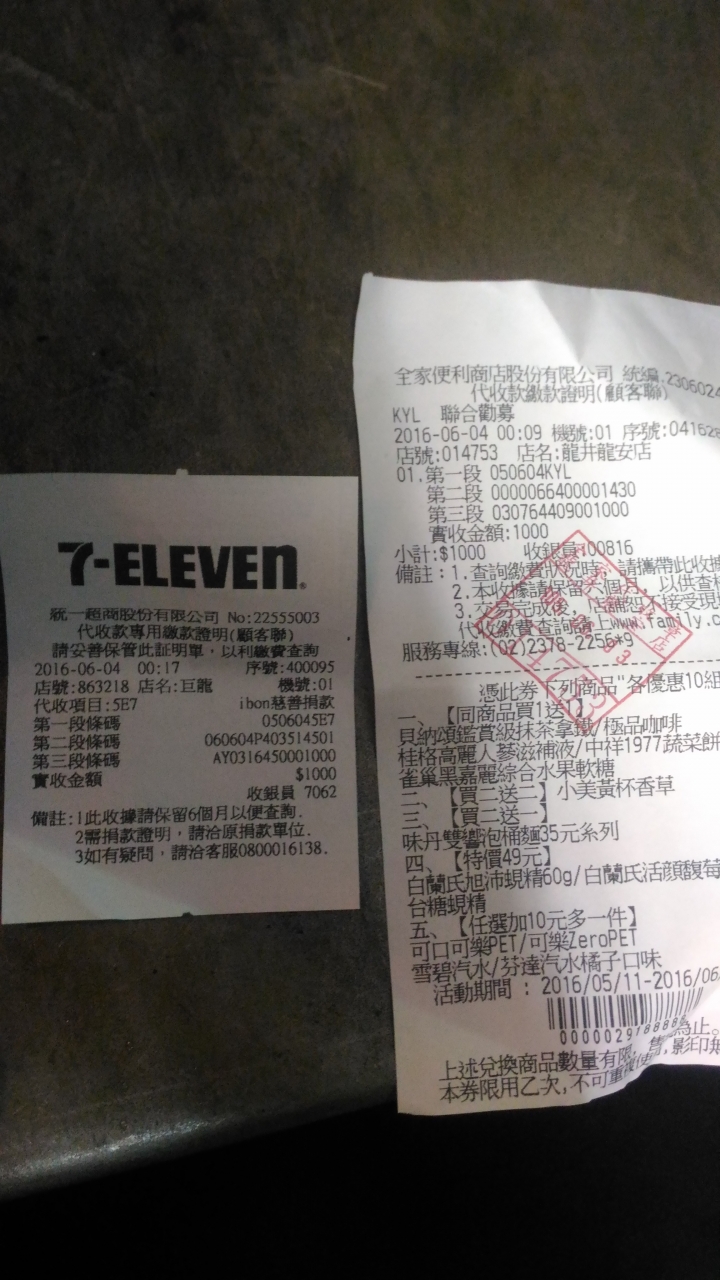 7-ELEVEN®
統一超商股份有限公司 No:22555003
代收款專用繳款證明(顧客聯)
請妥善保管此証明單，以利繳費查詢
2016-06-04 00:17 序號:400095
店號:863218 店名:巨龍 機號:01
代收項目:5E7 ibon慈善捐款
第一段條碼 0506045E7
第二段條碼 060604P403514501
第三段條碼 AY0316450001000
實收金額 $1000
收銀員 7062
備註:1此收據請保留6個月以便查詢.
2需捐款證明，請洽原捐款單位.
3如有疑問，請洽客服0800016138.
全家便利商店股份有限公司 統編.2306024
代收款繳款證明(顧客聯)
KYL 聯合勸募
2016-06-04 00:09 機號:01 序號:041628
店號:014753 店名:龍井龍安店
01.第一段 050604KYL
第二段 0000066400001430
第三段 030764409001000
實收金額:1000
小計:$1000 收銀員:00816
備註：1.查詢繳費狀況時，請攜帶此收據
2.本收據請保留六個月，以供查
3.交易完成後，店舖恕不接受現
代收繳費查詢請上www.family.c
服務專線:(02)2378-2256*9
憑此券下列商品"各優惠10組
一、【同商品買1送1】
貝納頌鑑賞級抹茶拿鐵/極品咖啡
桂格高麗人蔘滋補液/中祥1977蔬菜餅
雀巢黑嘉麗綜合水果軟糖
二、【買二送二】小美黃杯香草
三、【買二送一】
味丹雙響泡桶麵35元系列
四、【特價49元】
白蘭氏旭沛蜆精60g/白蘭氏活顏馥莓
台糖蜆精
五、【任選加10元多一件】
可口可樂PET/可樂ZeroPET
雪碧汽水/芬達汽水橘子口味
活動期間：2016/05/11-2016/06
為止。
上述兌換商品數量有限，售
本券限用乙次,不可重複使用,影印無